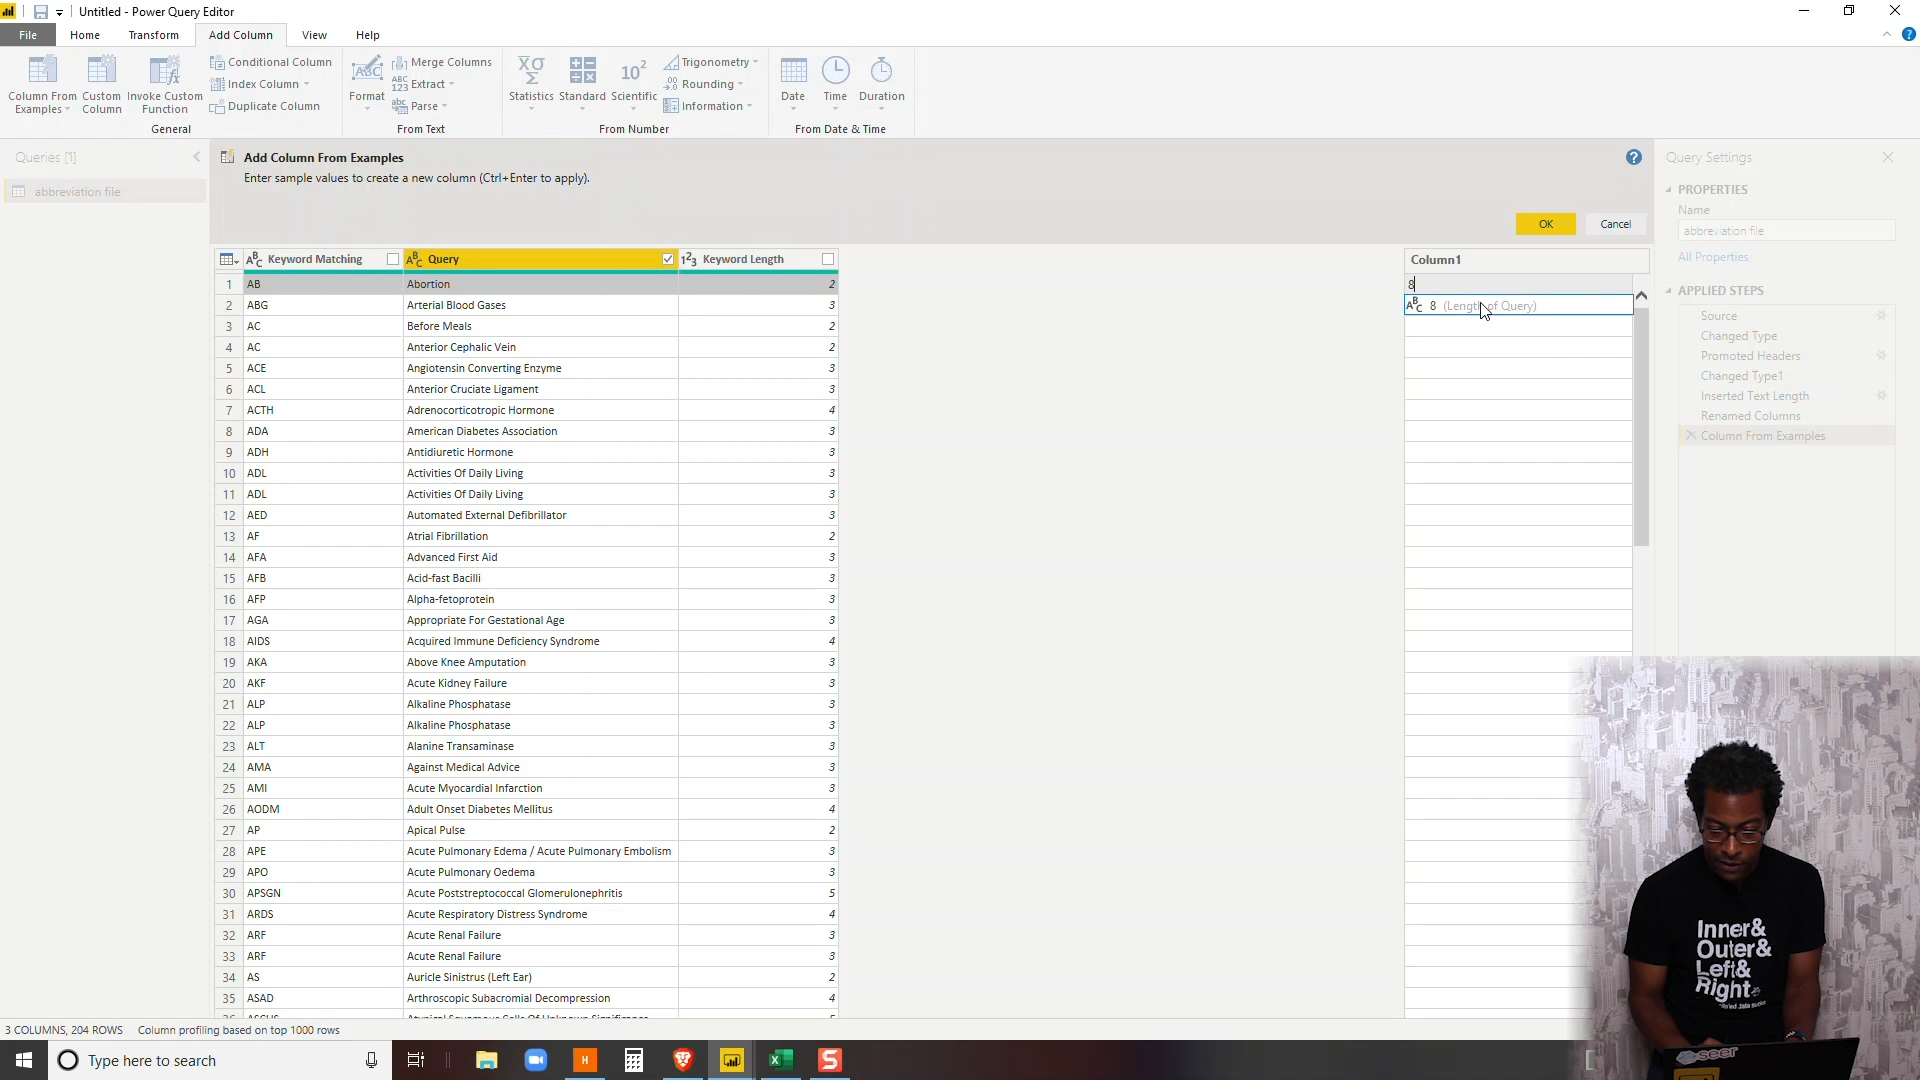 Untitled - Power Query Editor
File Home Transform Add Column View Help
Column From Examples
Custom Column
Invoke Custom Function
Conditional Column
Index Column
Duplicate Column
General
Format
Merge Columns
Extract
Parse
From Text
Statistics
Standard
Scientific
Trigonometry
Rounding
Information
From Number
Date
Time
Duration
From Date & Time
Queries [1]
abbreviation file
Add Column From Examples
Enter sample values to create a new column (Ctrl+Enter to apply).
OK Cancel
Keyword Matching Query Keyword Length
1 AB Abortion 2
2 ABG Arterial Blood Gases 3
3 AC Before Meals 2
4 AC Anterior Cephalic Vein 2
5 ACE Angiotensin Converting Enzyme 3
6 ACL Anterior Cruciate Ligament 3
7 ACTH Adrenocorticotropic Hormone 4
8 ADA American Diabetes Association 3
9 ADH Antidiuretic Hormone 3
10 ADL Activities Of Daily Living 3
11 ADL Activities Of Daily Living 3
12 AED Automated External Defibrillator 3
13 AF Atrial Fibrillation 2
14 AFA Advanced First Aid 3
15 AFB Acid-fast Bacilli 3
16 AFP Alpha-fetoprotein 3
17 AGA Appropriate For Gestational Age 3
18 AIDS Acquired Immune Deficiency Syndrome 4
19 AKA Above Knee Amputation 3
20 AKF Acute Kidney Failure 3
21 ALP Alkaline Phosphatase 3
22 ALP Alkaline Phosphatase 3
23 ALT Alanine Transaminase 3
24 AMA Against Medical Advice 3
25 AMI Acute Myocardial Infarction 3
26 AODM Adult Onset Diabetes Mellitus 4
27 AP Apical Pulse 2
28 APE Acute Pulmonary Edema / Acute Pulmonary Embolism 3
29 APO Acute Pulmonary Oedema 3
30 APSGN Acute Poststreptococcal Glomerulonephritis 5
31 ARDS Acute Respiratory Distress Syndrome 4
32 ARF Acute Renal Failure 3
33 ARF Acute Renal Failure 3
34 AS Auricle Sinistrus (Left Ear) 2
35 ASAD Arthroscopic Subacromial Decompression 4
Column1
8
8 (Length of Query)
Query Settings
PROPERTIES
Name
abbreviation file
All Properties
APPLIED STEPS
Source
Changed Type
Promoted Headers
Changed Type1
Inserted Text Length
Renamed Columns
Column From Examples
Inner&
Outer&
Left&
Right.
seer
3 COLUMNS, 204 ROWS Column profiling based on top 1000 rows
Type here to search